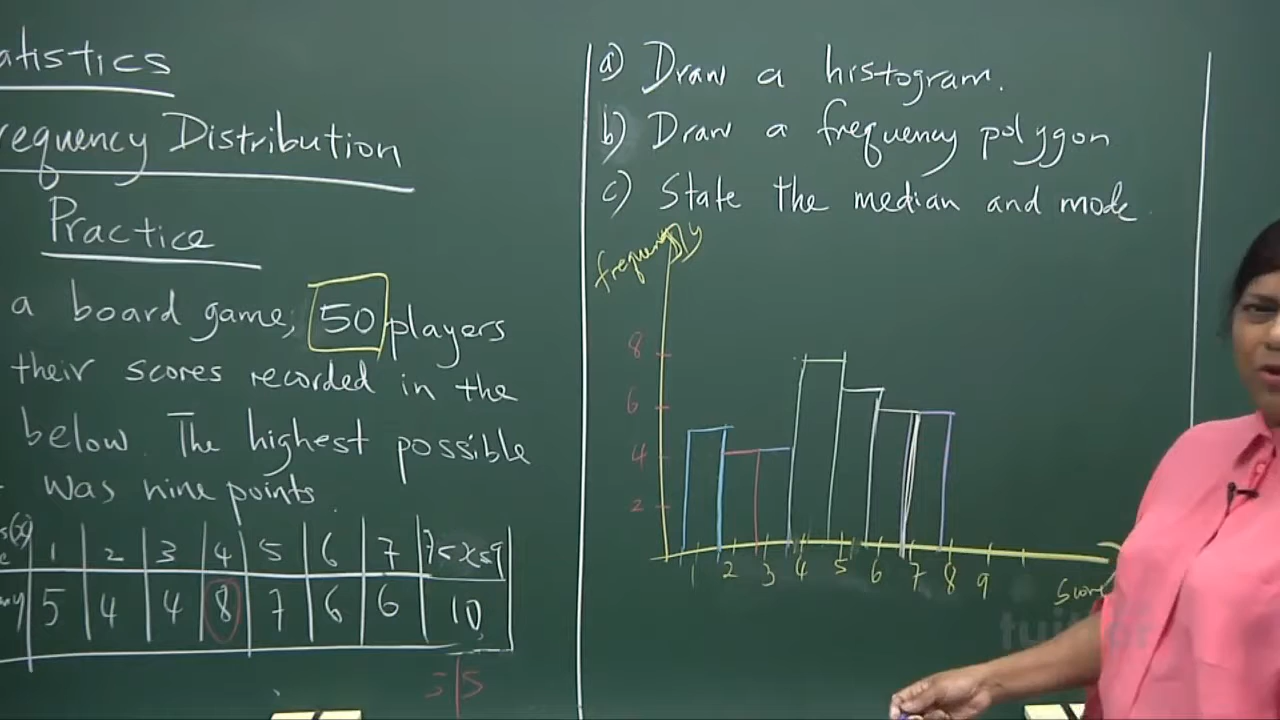 atistics
requency Distribution
Practice
a board game, 50 players
their scores recorded in the
below. The highest possible
was nine points
s(x) 1 2 3 4 5 6 7 7<x≤9
5 4 4 8 7 6 6 10
5 5
a) Draw a histogram.
b) Draw a frequency polygon
c) State the median and mode
frequency y
8
6
4
2
1 2 3 4 5 6 7 8 9
Score